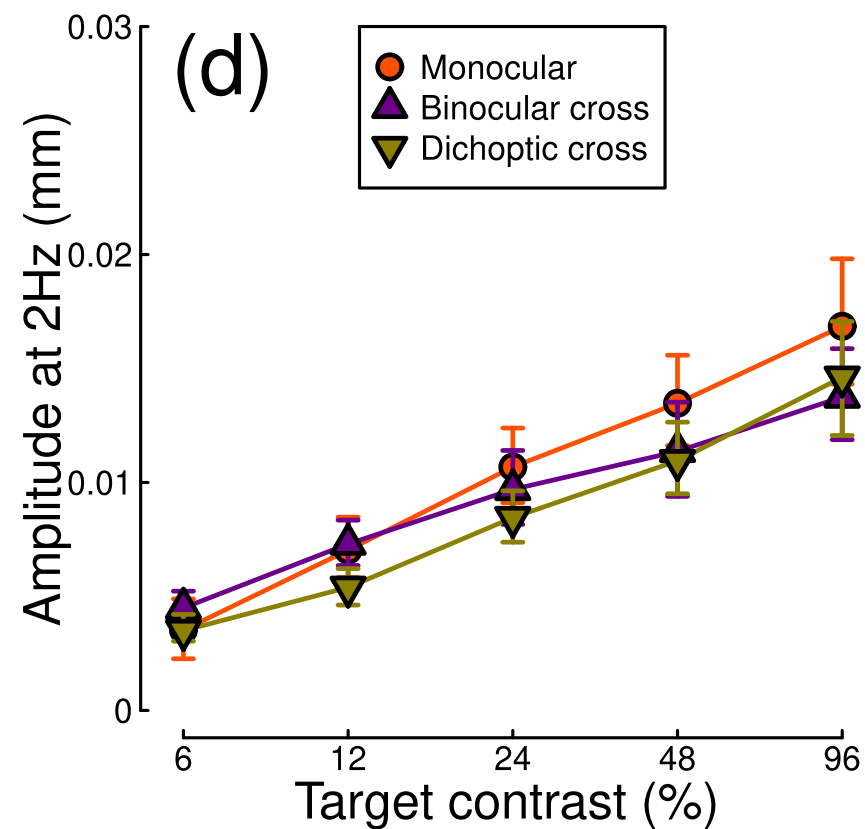 (d)
Monocular
Binocular cross
Dichoptic cross
Amplitude at 2Hz (mm)
0.03
0.02
0.01
0
6 12 24 48 96
Target contrast (%)